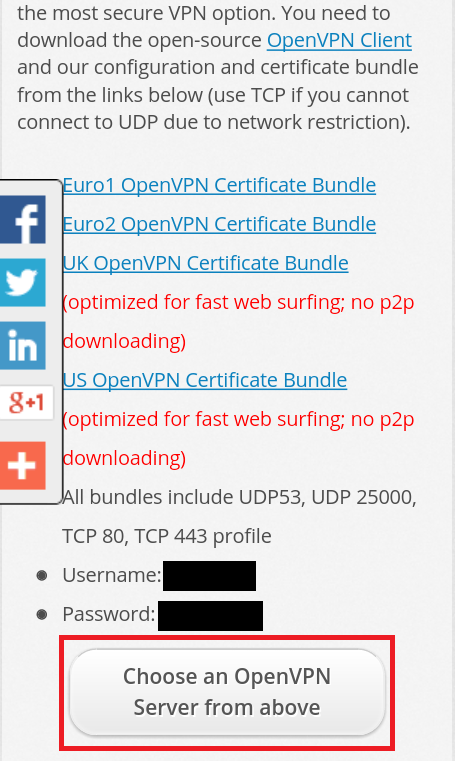 the most secure VPN option. You need to
download the open-source OpenVPN Client
and our configuration and certificate bundle
from the links below (use TCP if you cannot
connect to UDP due to network restriction).
Euro1 OpenVPN Certificate Bundle
Euro2 OpenVPN Certificate Bundle
UK OpenVPN Certificate Bundle
(optimized for fast web surfing; no p2p
downloading)
US OpenVPN Certificate Bundle
(optimized for fast web surfing; no p2p
downloading)
All bundles include UDP53, UDP 25000,
TCP 80, TCP 443 profile
Username:
Password:
Choose an OpenVPN
Server from above
f
in
g+1